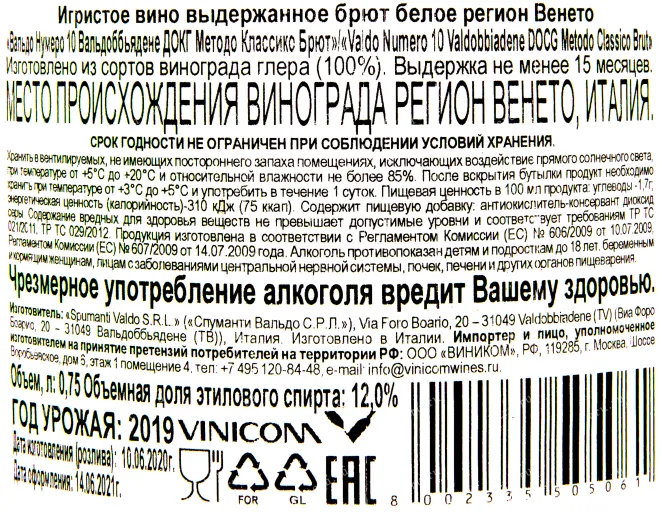 Игристое вино выдержанное брют белое регион Венето
«Вальдо Нумеро 10 Вальдоббьядене ДОКГ Методо Классикс Брют»/«Valdo Numero 10 Valdobbiadene DOCG Metodo Classico Brut»
Изготовлено из сортов винограда глера (100%). Выдержка не менее 15 месяцев.
МЕСТО ПРОИСХОЖДЕНИЯ ВИНОГРАДА РЕГИОН ВЕНЕТО, ИТАЛИЯ.
СРОК ГОДНОСТИ НЕ ОГРАНИЧЕН ПРИ СОБЛЮДЕНИИ УСЛОВИЙ ХРАНЕНИЯ.
Хранить в вентилируемых, не имеющих постороннего запаха помещениях, исключающих воздействие прямого солнечного света,
при температуре от +5°С до +20°С и относительной влажности не более 85%. После вскрытия бутылки продукт необходимо
хранить при температуре от +3°С до +5°С и употребить в течение 1 суток. Пищевая ценность в 100 мл продукта: углеводы -1,7г;
энергетическая ценность (калорийность)-310 кДж (75 ккал). Содержит пищевую добавку: антиокислитель-консервант диоксид
серы. Содержание вредных для здоровья веществ не превышает допустимые уровни и соответствует требованиям ТР ТС
021/2011, ТР ТС 029/2012. Продукция изготовлена в соответствии с Регламентом Комиссии (ЕС) № 606/2009 от 10.07.2009,
Регламентом Комиссии (ЕС) № 607/2009 от 14.07.2009 года. Алкоголь противопоказан детям и подросткам до 18 лет, беременным
и кормящим женщинам, лицам с заболеваниями центральной нервной системы, почек, печени и других органов пищеварения.
Чрезмерное употребление алкоголя вредит Вашему здоровью.
Изготовитель: «Spumanti Valdo S.R.L.» («Спуманти Вальдо С.Р.Л.»), Via Foro Boario, 20 – 31049 Valdobbiadene (TV) (Виа Форо
Боарио, 20 – 31049 Вальдоббьядене (ТВ)), Италия. Изготовлено в Италии. Импортер и лицо, уполномоченное
изготовителем на принятие претензий потребителей на территории РФ: ООО «ВИНИКОМ», РФ, 119285, г. Москва, Шоссе
Воробьевское, дом 6, этаж 1 помещение 4, тел: +7 495 120-84-48, e-mail: info@vinicomwines.ru.
Объем, л: 0,75 Объемная доля этилового спирта: 12,0%
ГОД УРОЖАЯ: 2019 VINICOM
Дата изготовления (розлива): 10.06.2020г.
Дата оформления: 14.06.2021г.
FOR GL EAC
8 002335 505061